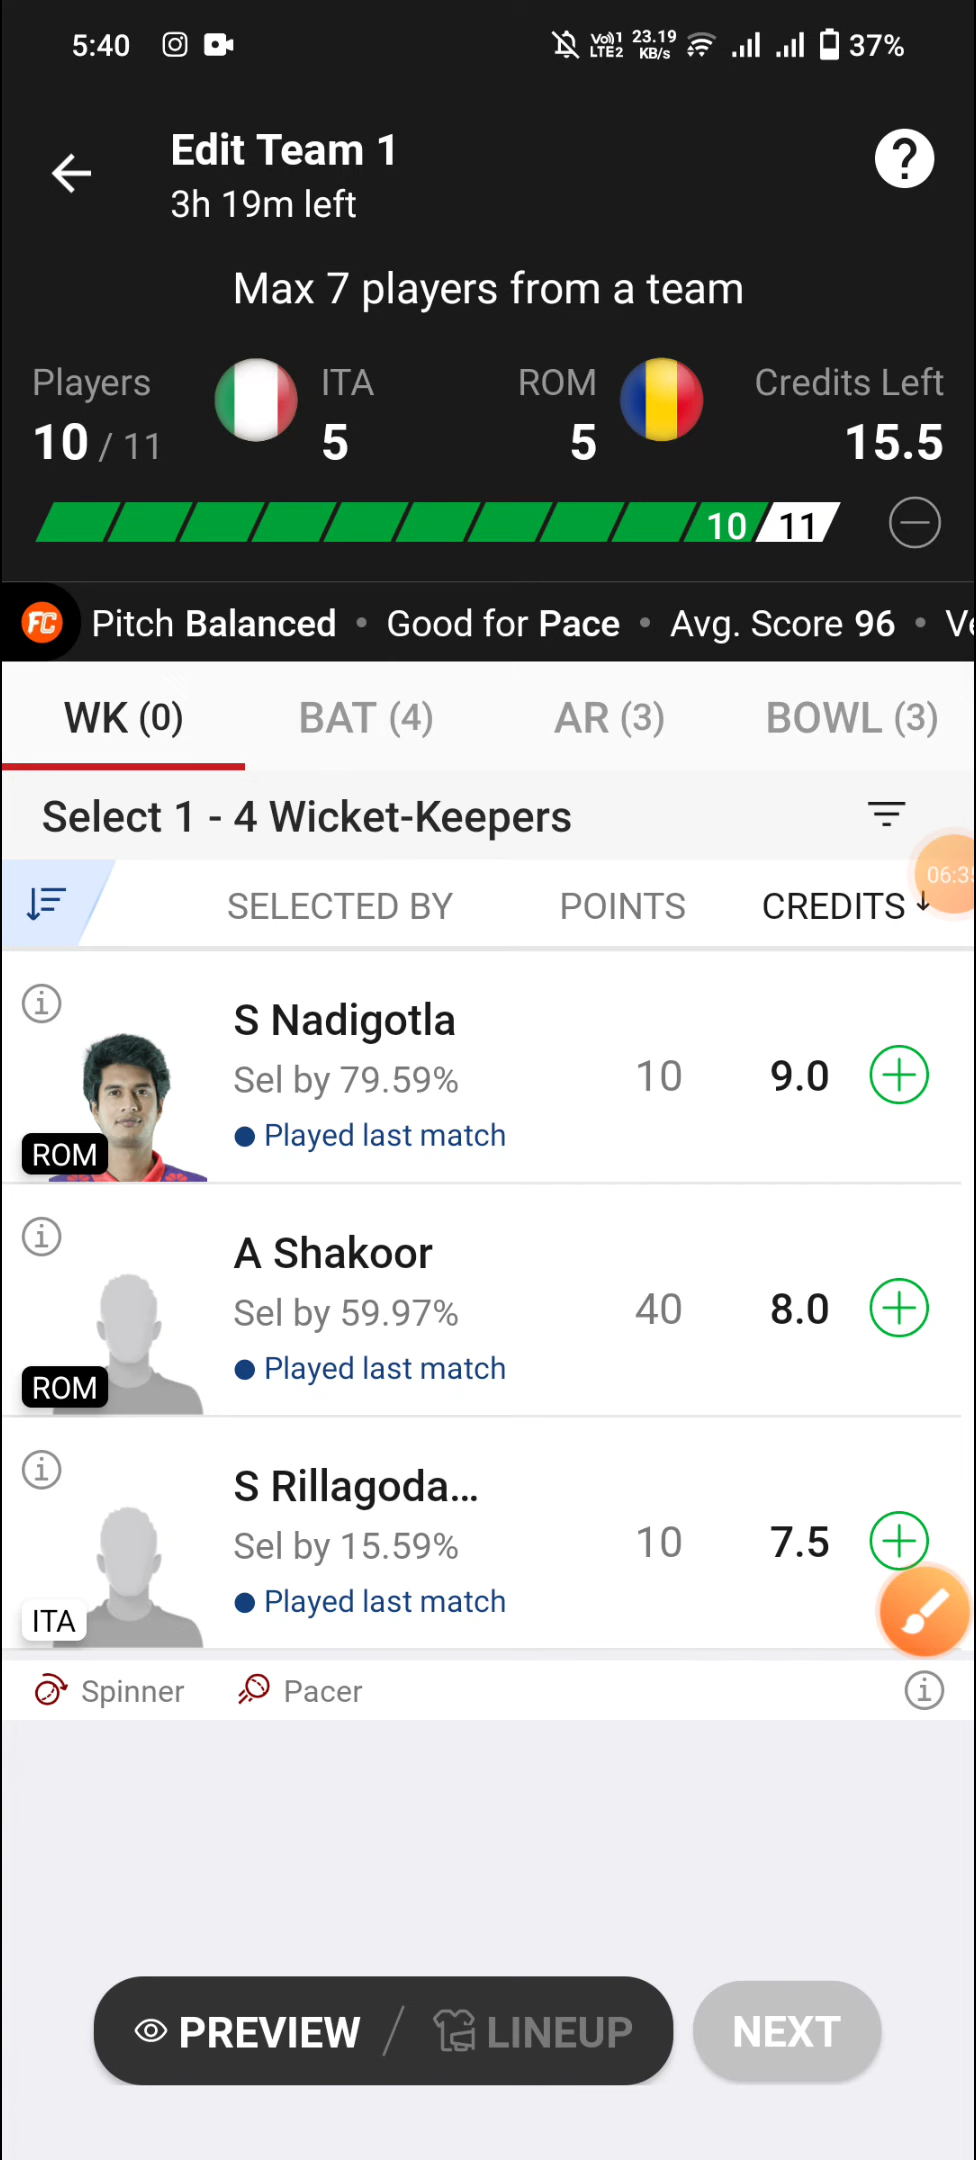 5:40 Vo))1 LTE2 23.19 KB/s 37%
Edit Team 1
?
3h 19m left
Max 7 players from a team
Players ITA ROM Credits Left
10 / 11 5 5 15.5
10 11
FC Pitch Balanced • Good for Pace • Avg. Score 96 •
WK (0) BAT (4) AR (3) BOWL (3)
Select 1 - 4 Wicket-Keepers
SELECTED BY POINTS CREDITS ↓
S Nadigotla
Sel by 79.59% 10 9.0
Played last match
ROM
A Shakoor
Sel by 59.97% 40 8.0
Played last match
ROM
S Rillagoda...
Sel by 15.59% 10 7.5
Played last match
ITA
Spinner Pacer
PREVIEW / LINEUP NEXT